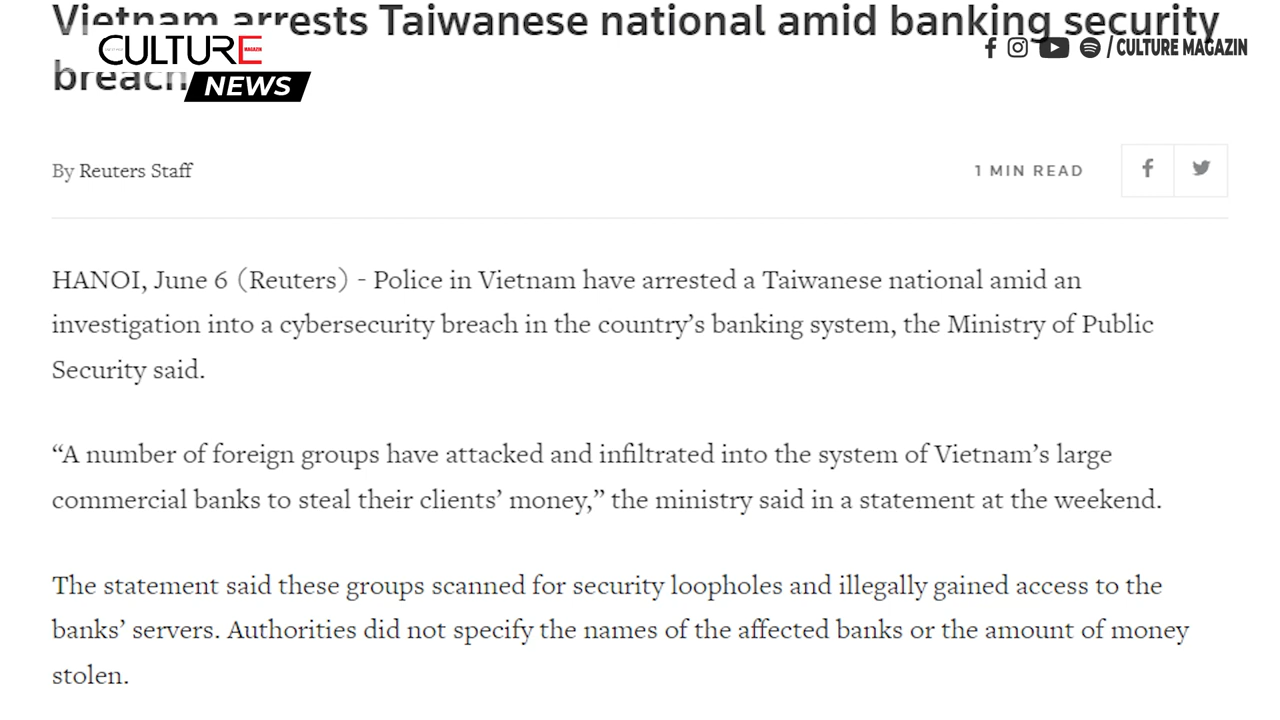 Vietnam arrests Taiwanese national amid banking security
breach
CULTURE
MAGAZIN
NEWS
/ CULTURE MAGAZIN
By Reuters Staff
1 MIN READ
HANOI, June 6 (Reuters) - Police in Vietnam have arrested a Taiwanese national amid an
investigation into a cybersecurity breach in the country’s banking system, the Ministry of Public
Security said.
“A number of foreign groups have attacked and infiltrated into the system of Vietnam’s large
commercial banks to steal their clients’ money,” the ministry said in a statement at the weekend.
The statement said these groups scanned for security loopholes and illegally gained access to the
banks’ servers. Authorities did not specify the names of the affected banks or the amount of money
stolen.